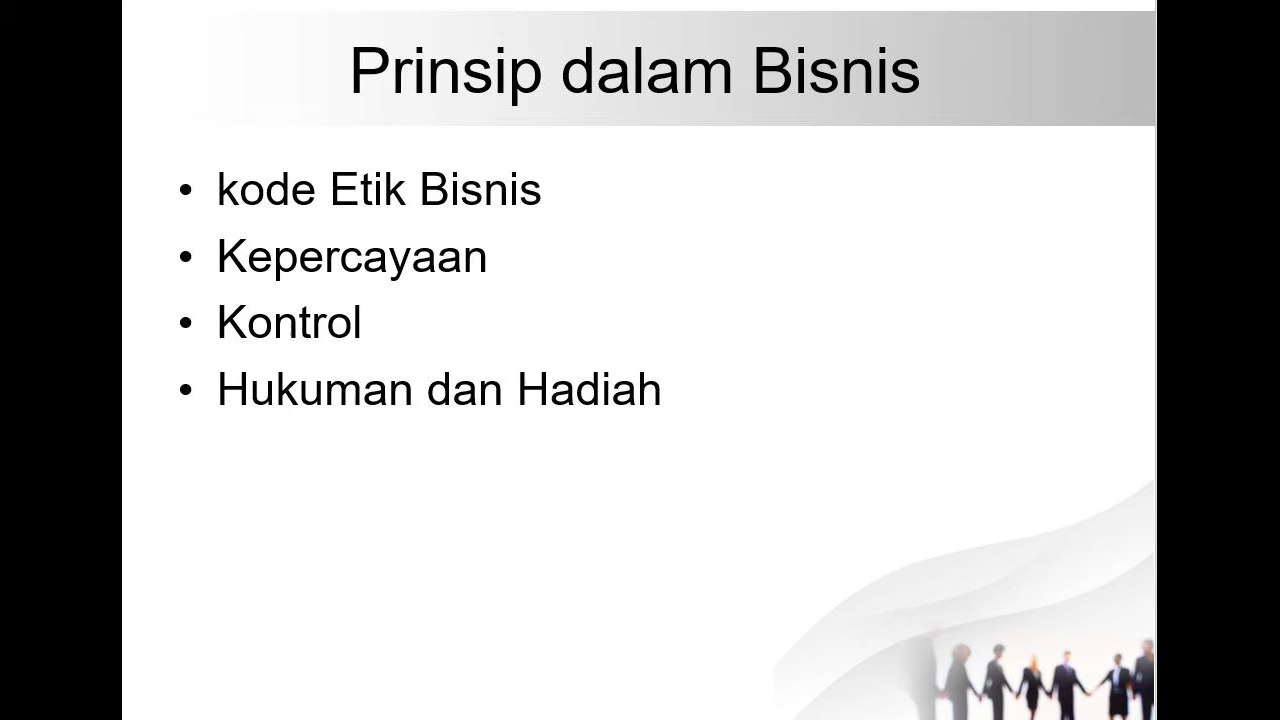 Prinsip dalam Bisnis
• kode Etik Bisnis
• Kepercayaan
• Kontrol
• Hukuman dan Hadiah